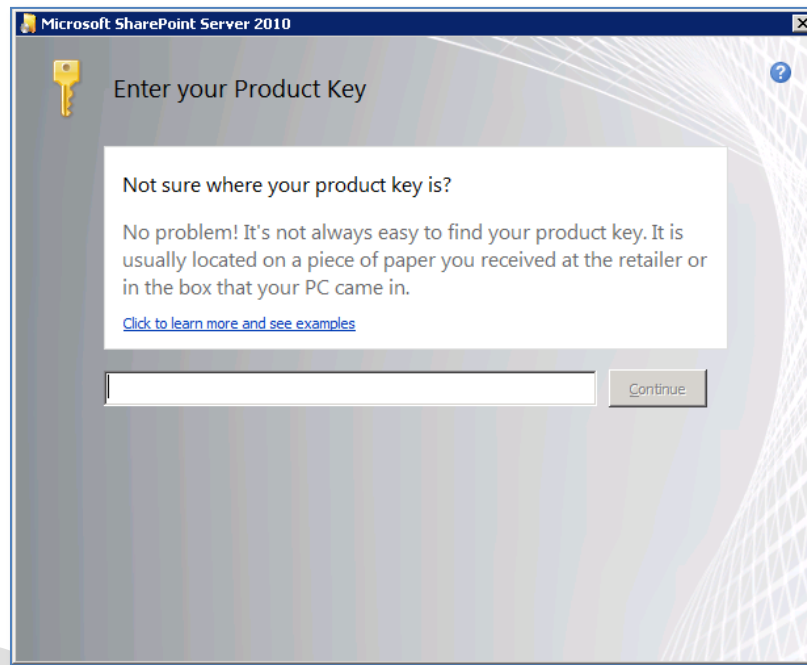 Microsoft SharePoint Server 2010
Enter your Product Key
Not sure where your product key is?
No problem! It's not always easy to find your product key. It is
usually located on a piece of paper you received at the retailer or
in the box that your PC came in.
Click to learn more and see examples
Continue